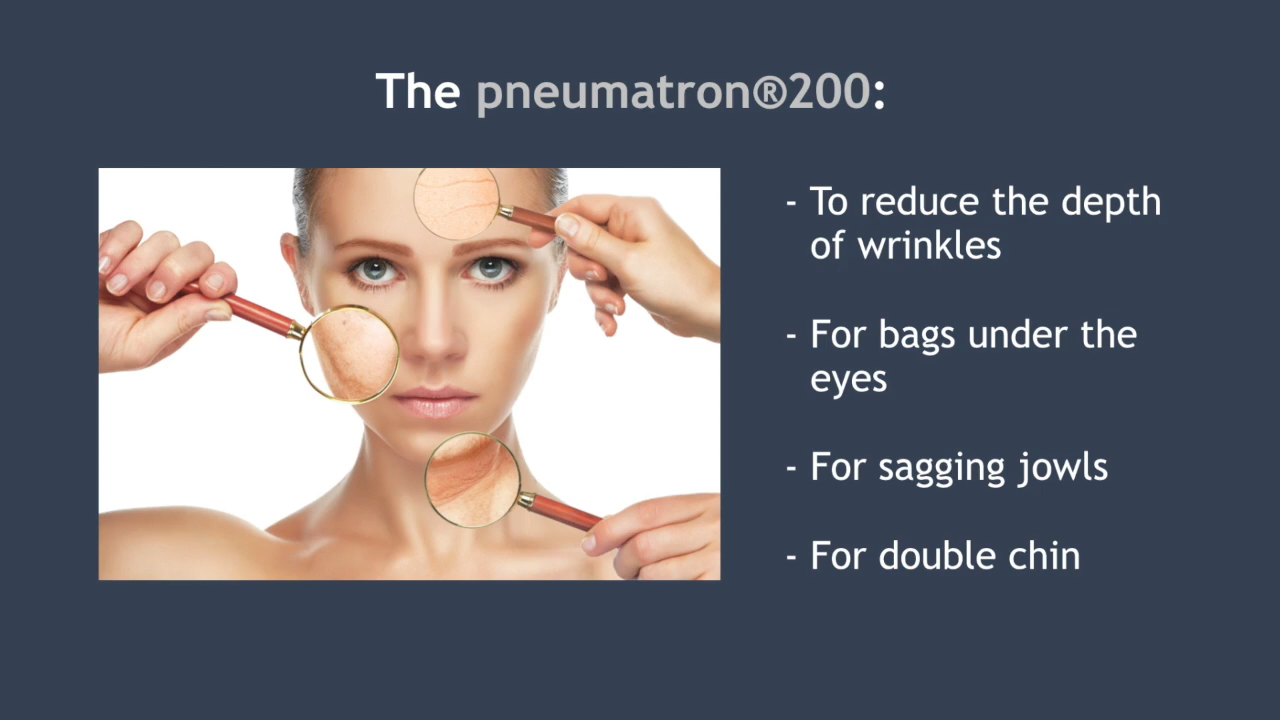 The pneumatron®200:
- To reduce the depth
of wrinkles
- For bags under the
eyes
- For sagging jowls
- For double chin